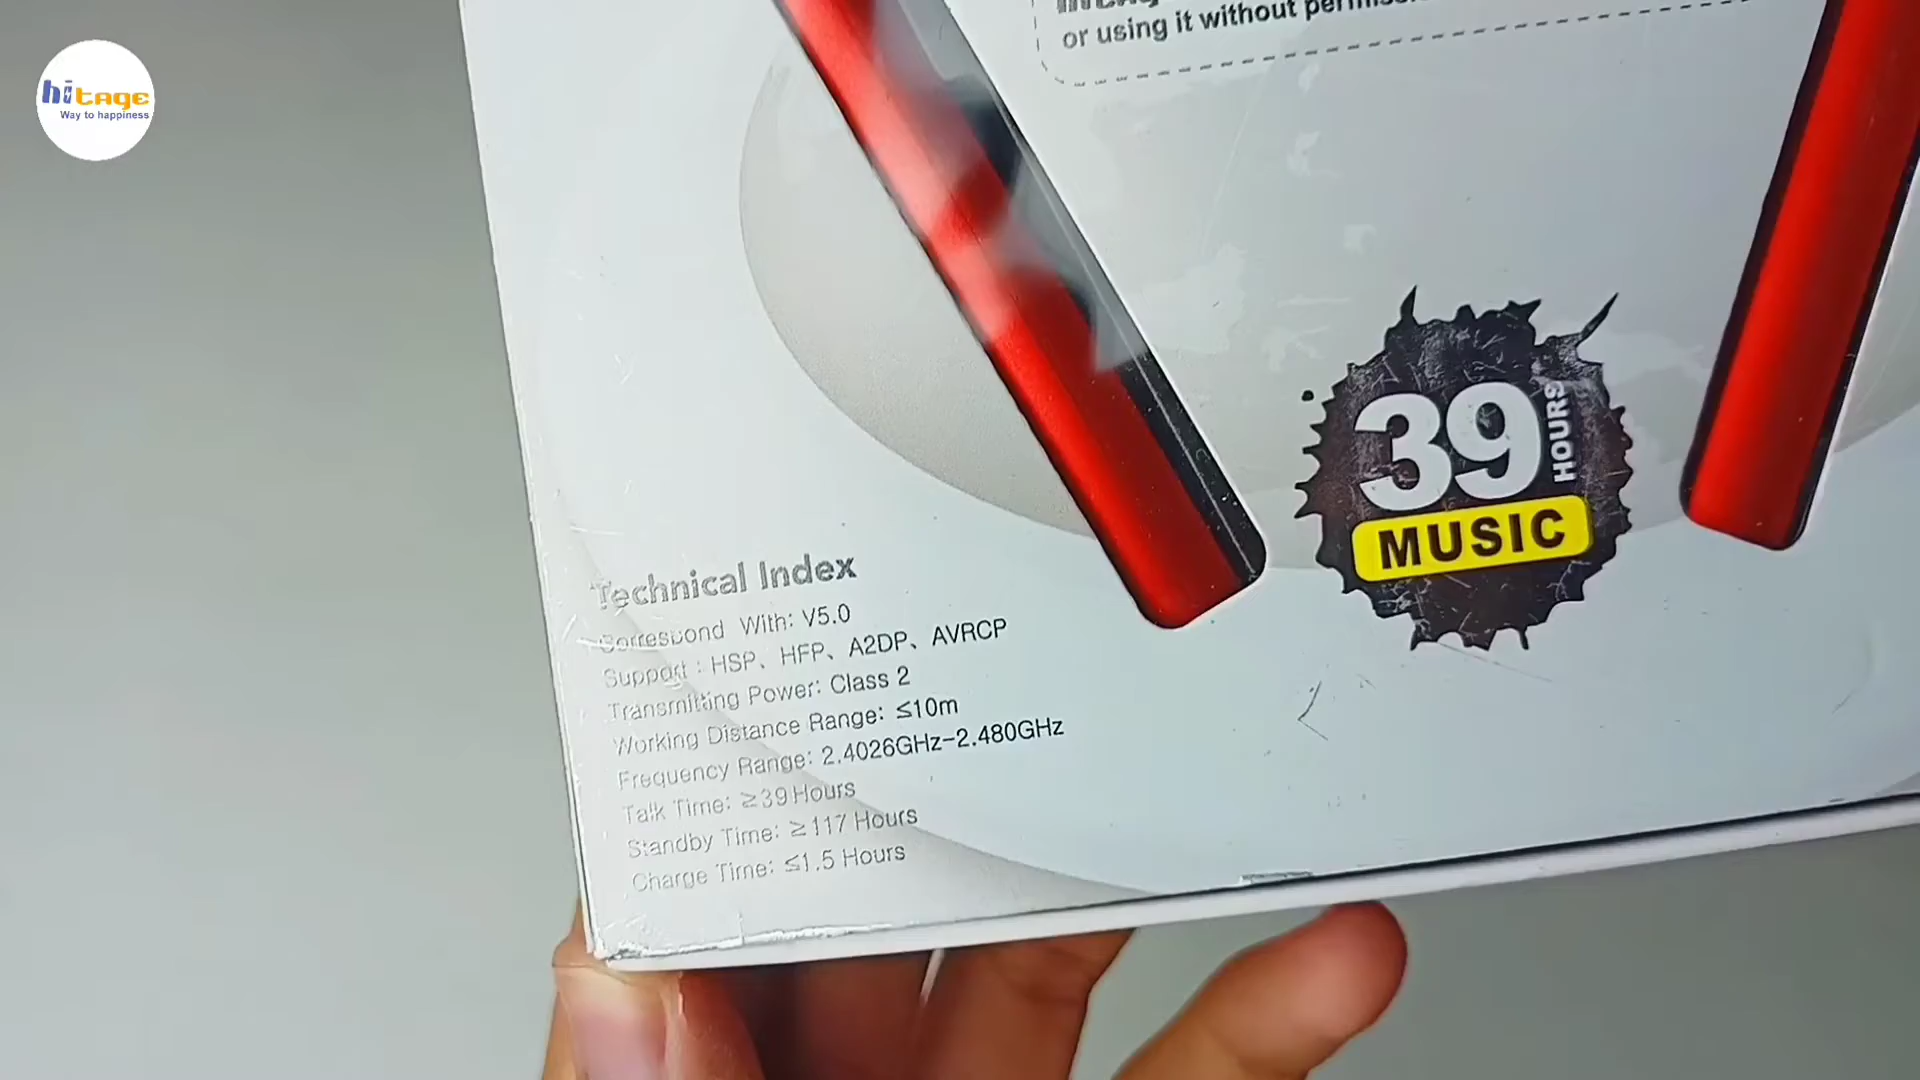 hitage
Way to happiness
or using it without
39
HOURS
MUSIC
Technical Index
Correspond With: V5.0
Support : HSP、HFP、A2DP、AVRCP
Transmitting Power: Class 2
Working Distance Range: ≤10m
Frequency Range: 2.4026GHz-2.480GHz
Talk Time: ≥39 Hours
Standby Time: ≥117 Hours
Charge Time: ≤1.5 Hours